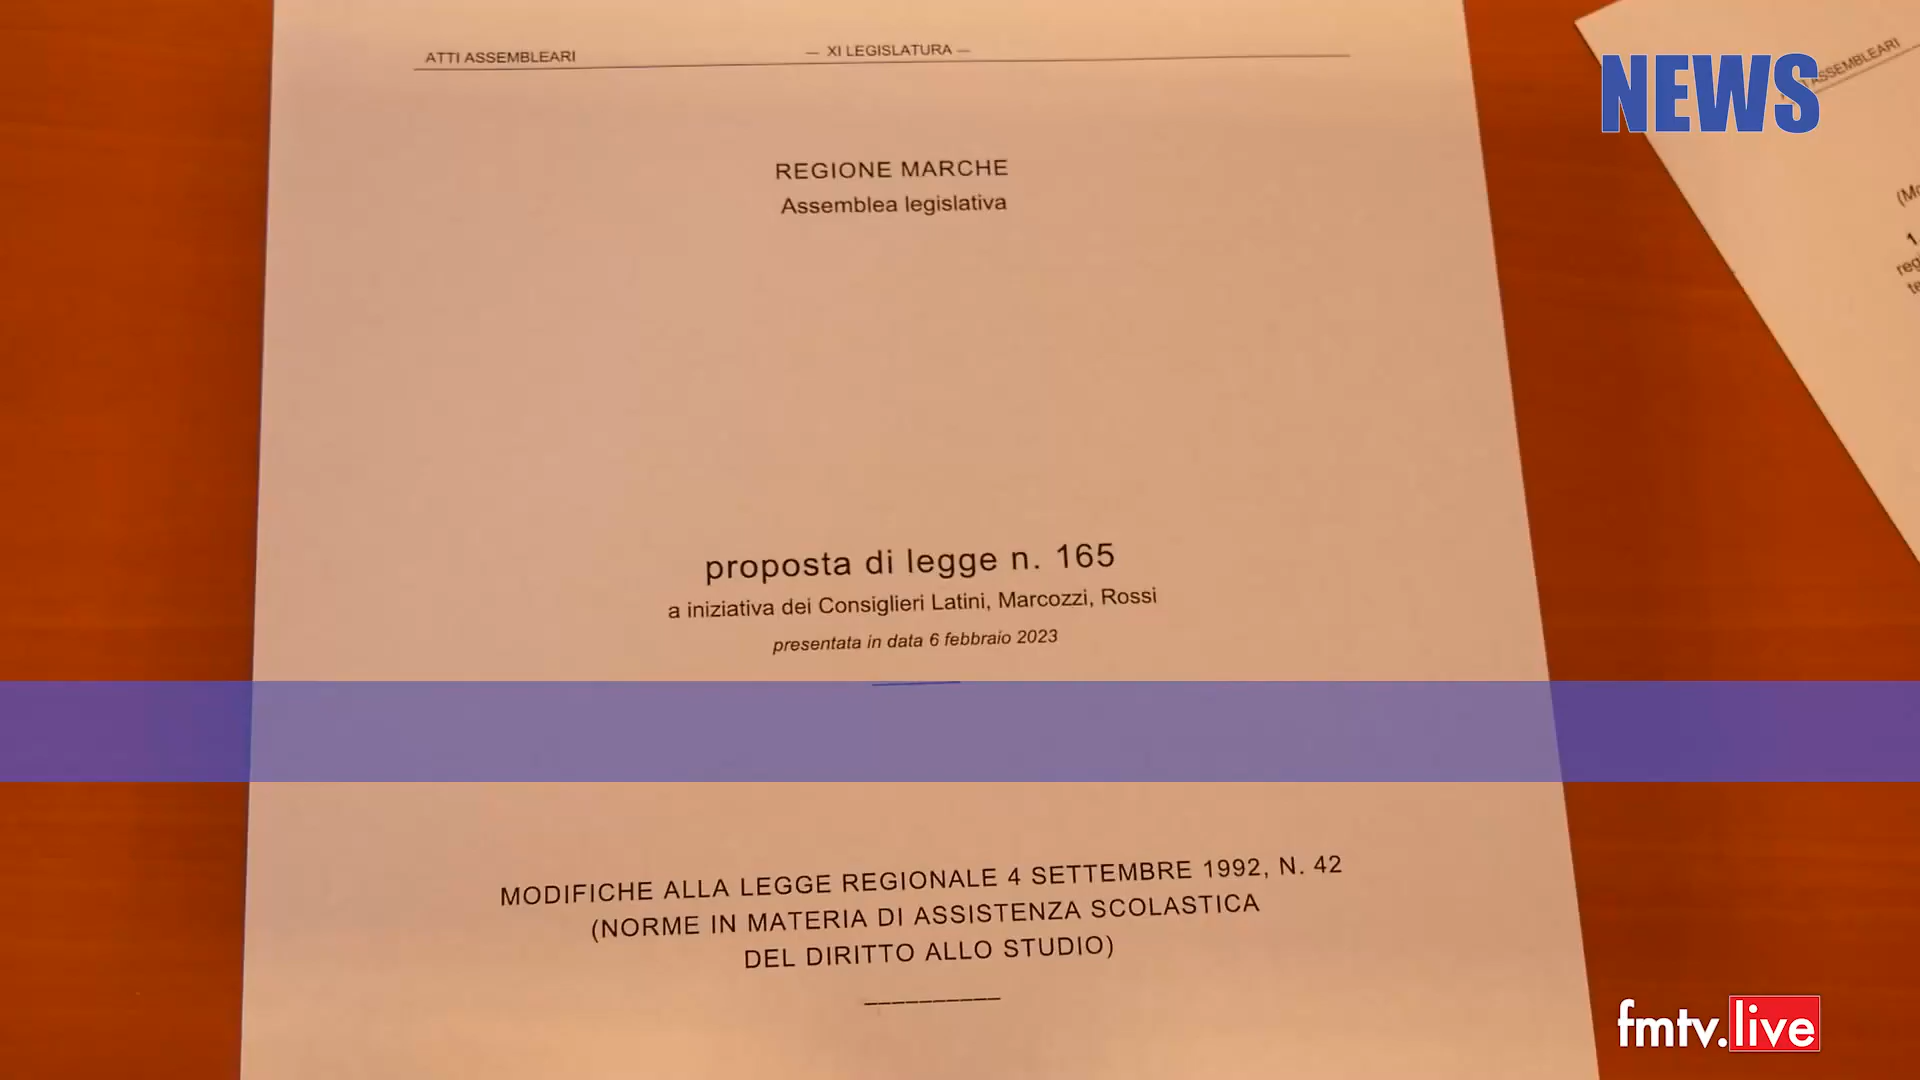 ATTI ASSEMBLEARI
— XI LEGISLATURA —
NEWS
ASSEMBLEARI
REGIONE MARCHE
Assemblea legislativa
1.
proposta di legge n. 165
a iniziativa dei Consiglieri Latini, Marcozzi, Rossi
presentata in data 6 febbraio 2023
MODIFICHE ALLA LEGGE REGIONALE 4 SETTEMBRE 1992, N. 42
(NORME IN MATERIA DI ASSISTENZA SCOLASTICA
DEL DIRITTO ALLO STUDIO)
fmtv.live